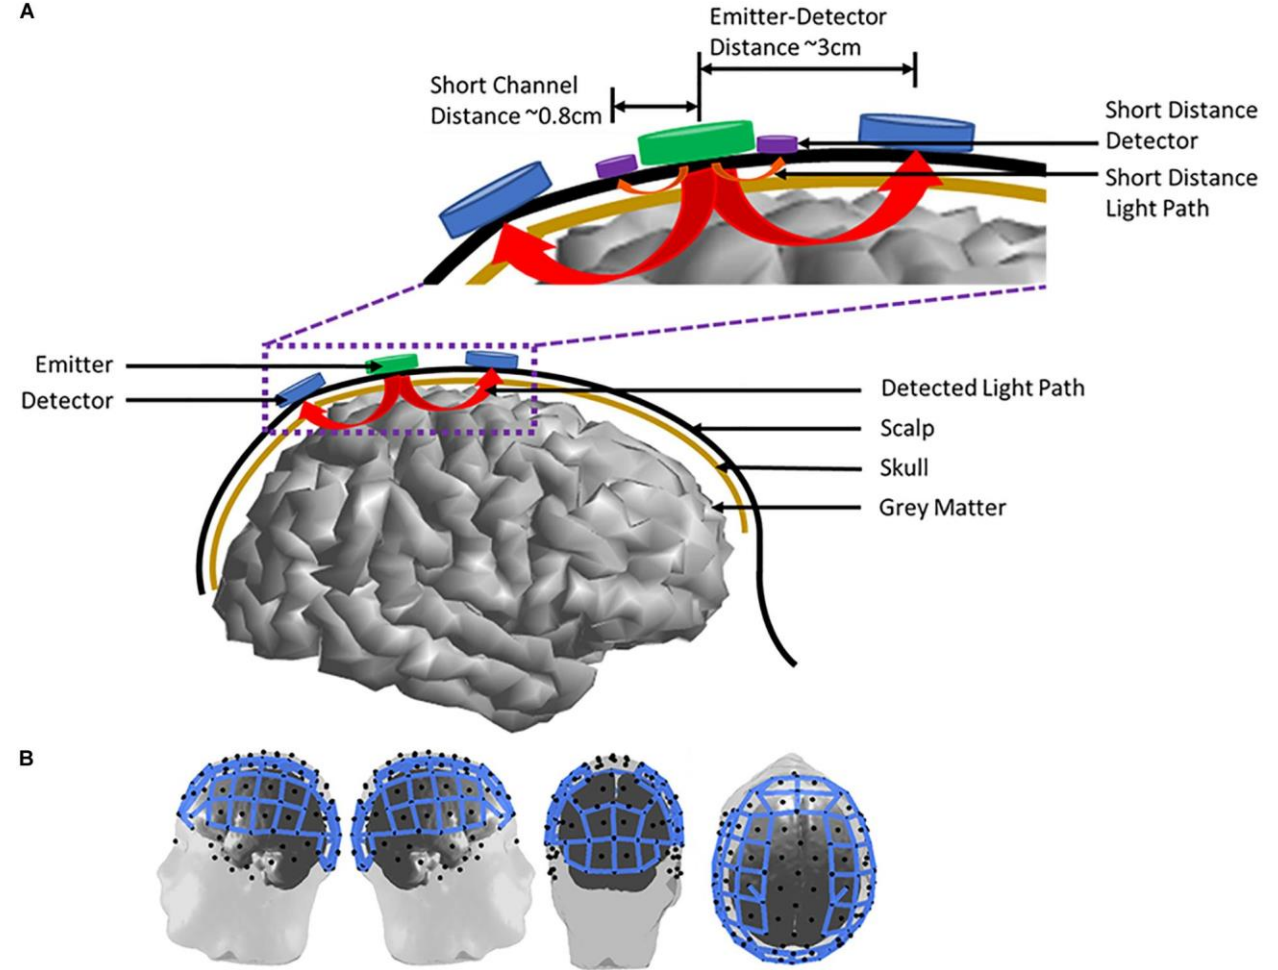 A
Emitter-Detector
Distance ~3cm
Short Channel
Distance ~0.8cm
Short Distance
Detector
Short Distance
Light Path
Emitter
Detector
Detected Light Path
Scalp
Skull
Grey Matter
B